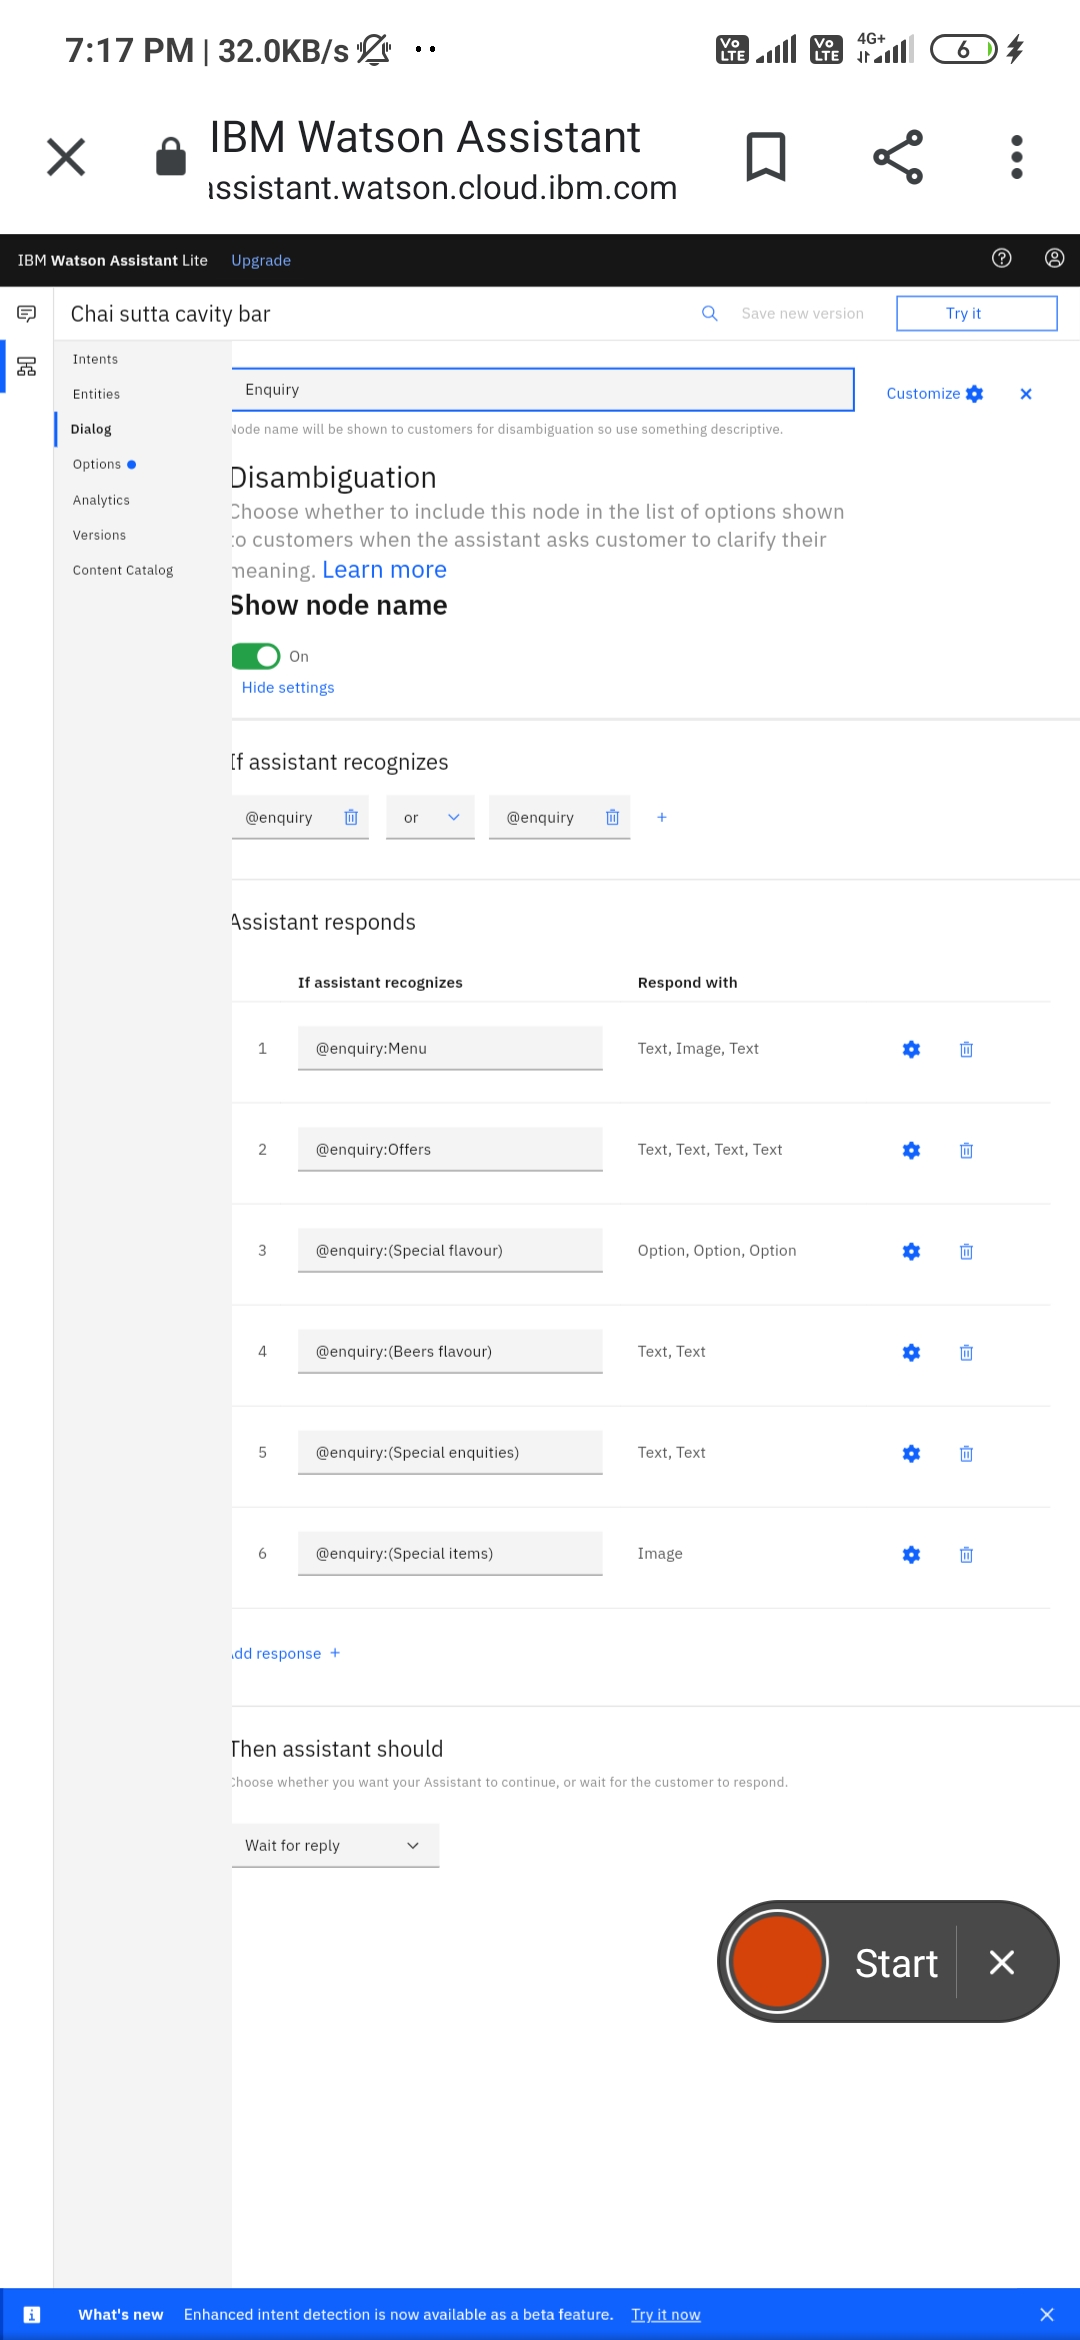 7:17 PM | 32.0KB/s
Vo LTE Vo LTE 4G+ 6
IBM Watson Assistant
assistant.watson.cloud.ibm.com
IBM Watson Assistant Lite Upgrade
Chai sutta cavity bar Save new version Try it
Intents
Entities
Dialog
Options
Analytics
Versions
Content Catalog
Enquiry Customize
Node name will be shown to customers for disambiguation so use something descriptive.
Disambiguation
Choose whether to include this node in the list of options shown
to customers when the assistant asks customer to clarify their
meaning. Learn more
Show node name
On
Hide settings
If assistant recognizes
@enquiry or @enquiry +
Assistant responds
If assistant recognizes Respond with
1 @enquiry:Menu Text, Image, Text
2 @enquiry:Offers Text, Text, Text, Text
3 @enquiry:(Special flavour) Option, Option, Option
4 @enquiry:(Beers flavour) Text, Text
5 @enquiry:(Special enquities) Text, Text
6 @enquiry:(Special items) Image
Add response +
Then assistant should
Choose whether you want your Assistant to continue, or wait for the customer to respond.
Wait for reply
Start
What's new Enhanced intent detection is now available as a beta feature. Try it now